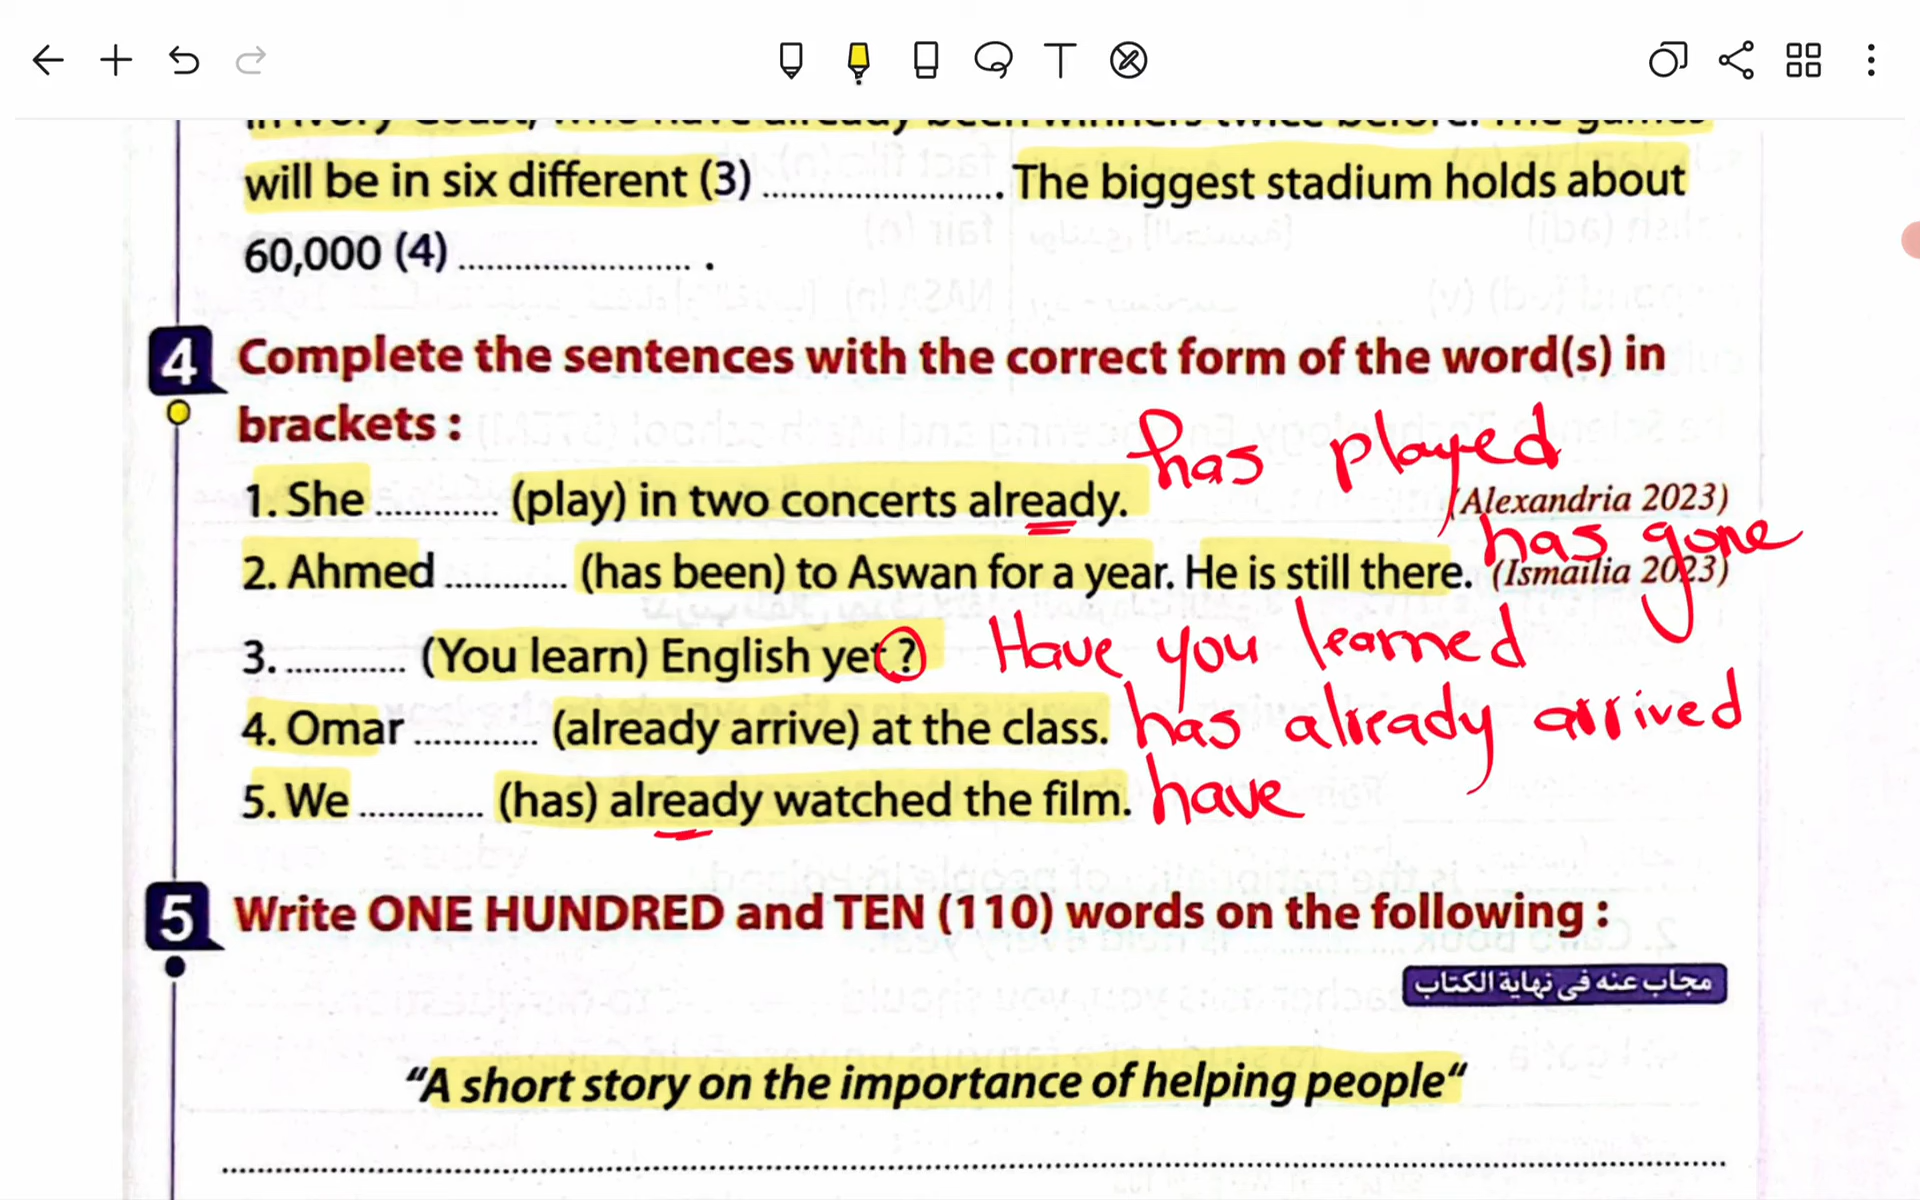 will be in six different (3) ........................ . The biggest stadium holds about
60,000 (4) ........................ .
4 Complete the sentences with the correct form of the word(s) in
brackets :
has played
1. She ............ (play) in two concerts already. (Alexandria 2023)
has gone
2. Ahmed ............ (has been) to Aswan for a year. He is still there. (Ismailia 2023)
3. ............ (You learn) English yet ? Have you learned
4. Omar ............ (already arrive) at the class. has already arrived
5. We ............ (has) already watched the film. have
5 Write ONE HUNDRED and TEN (110) words on the following :
مجاب عنه فى نهاية الكتاب
“A short story on the importance of helping people“